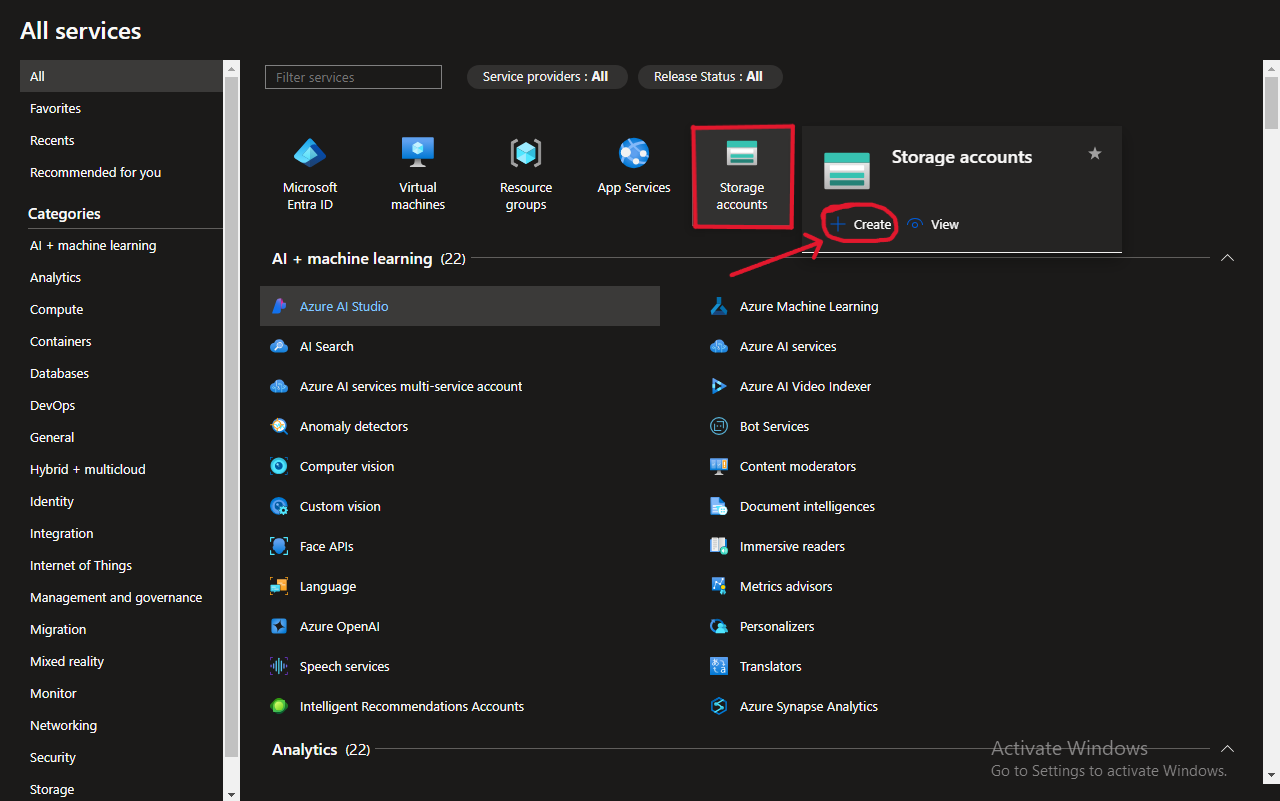 All services
All
Favorites
Recents
Recommended for you
Categories
AI + machine learning
Analytics
Compute
Containers
Databases
DevOps
General
Hybrid + multicloud
Identity
Integration
Internet of Things
Management and governance
Migration
Mixed reality
Monitor
Networking
Security
Storage
Filter services
Service providers : All
Release Status : All
Microsoft
Entra ID
Virtual
machines
Resource
groups
App Services
Storage
accounts
Storage accounts
Create
View
AI + machine learning (22)
Azure AI Studio
Azure Machine Learning
AI Search
Azure AI services
Azure AI services multi-service account
Azure AI Video Indexer
Anomaly detectors
Bot Services
Computer vision
Content moderators
Custom vision
Document intelligences
Face APIs
Immersive readers
Language
Metrics advisors
Azure OpenAI
Personalizers
Speech services
Translators
Intelligent Recommendations Accounts
Azure Synapse Analytics
Analytics (22)
Activate Windows
Go to Settings to activate Windows.